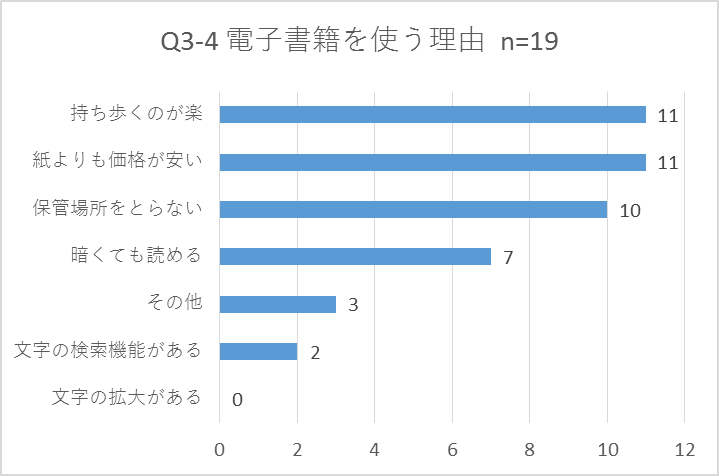 Q3-4 電子書籍を使う理由 n=19
持ち歩くのが楽 11
紙よりも価格が安い 11
保管場所をとらない 10
暗くても読める 7
その他 3
文字の検索機能がある 2
文字の拡大がある 0
0 2 4 6 8 10 12